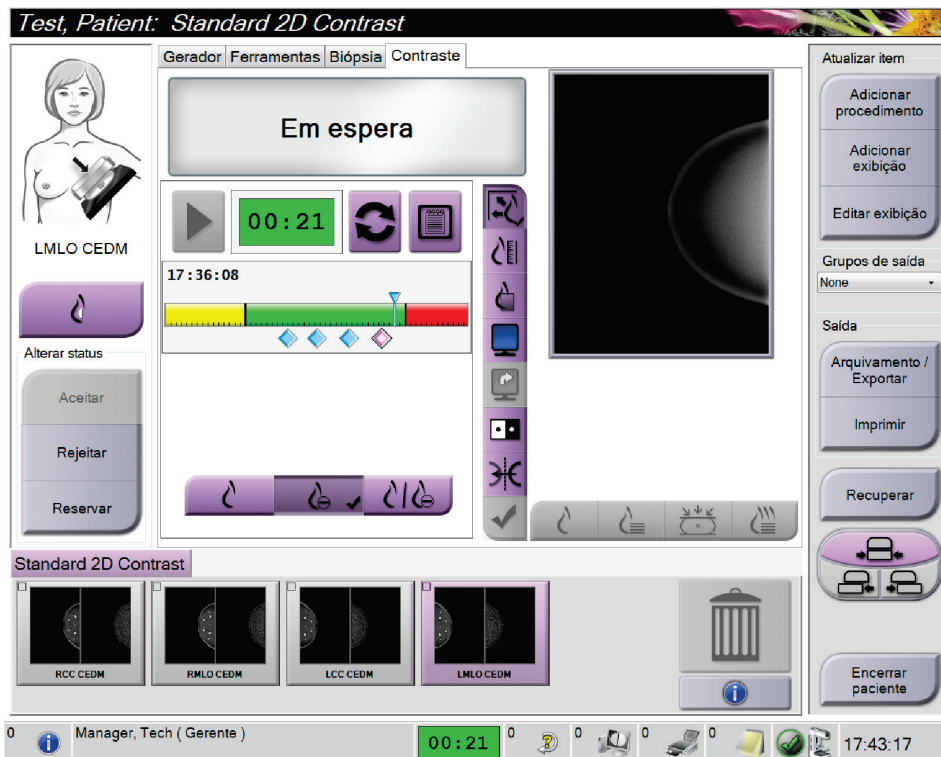 Test, Patient: Standard 2D Contrast
LMLO CEDM
Alterar status
Aceitar
Rejeitar
Reservar
Gerador Ferramentas Biópsia Contraste
Em espera
00:21
17:36:08
Atualizar item
Adicionar
procedimento
Adicionar
exibição
Editar exibição
Grupos de saída
None
Saída
Arquivamento /
Exportar
Imprimir
Recuperar
Encerrar
paciente
Standard 2D Contrast
RCC CEDM
RMLO CEDM
LCC CEDM
LMLO CEDM
0 Manager, Tech ( Gerente ) 00:21 0 0 0 0 17:43:17